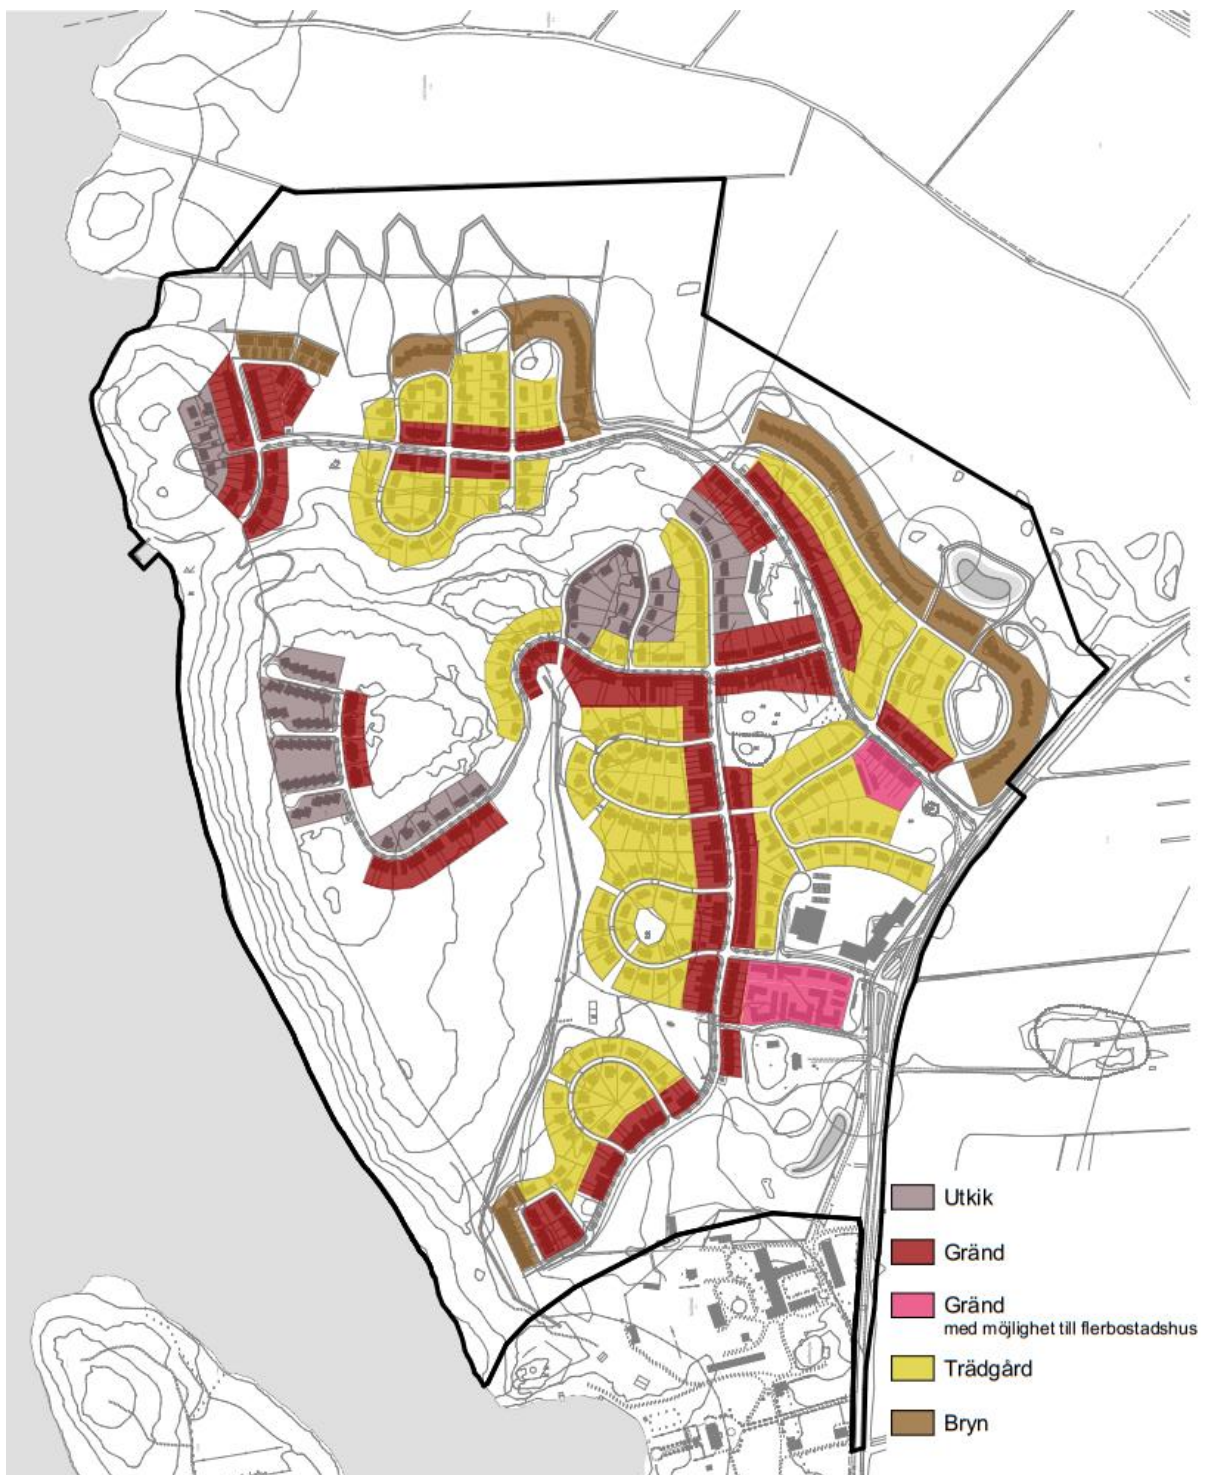 Utkik
Gränd
Gränd
med möjlighet till flerbostadshus
Trädgård
Bryn